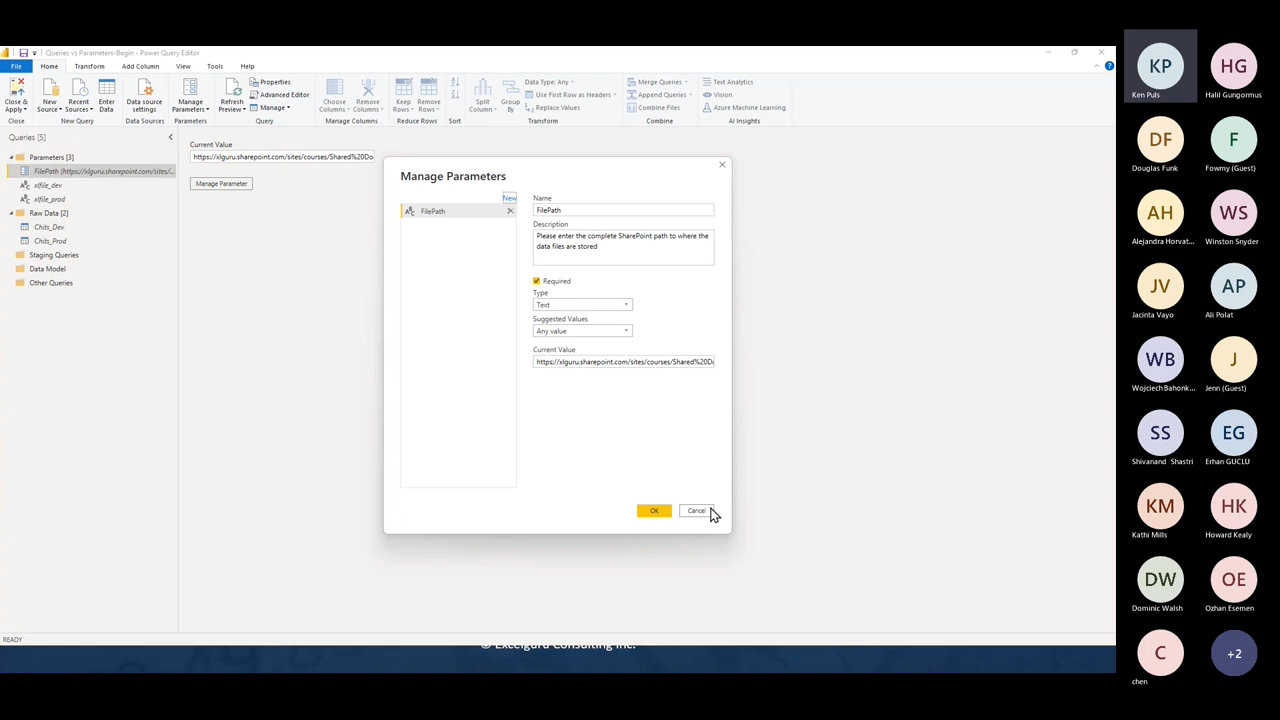 Queries vs Parameters-Begin - Power Query Editor
File Home Transform Add Column View Tools Help
Close & Apply
New Source
Recent Sources
Enter Data
Data source settings
Manage Parameters
Refresh Preview
Properties
Advanced Editor
Manage
Choose Columns
Remove Columns
Keep Rows
Remove Rows
Split Column
Group By
Data Type: Any
Use First Row as Headers
Replace Values
Merge Queries
Append Queries
Combine Files
Text Analytics
Vision
Azure Machine Learning
Close New Query Data Sources Parameters Query Manage Columns Reduce Rows Sort Transform Combine AI Insights
Queries [5]
Parameters [3]
FilePath (https://xlguru.sharepoint.com/sites/...
xlfile_dev
xlfile_prod
Raw Data [2]
Chits_Dev
Chits_Prod
Staging Queries
Data Model
Other Queries
Current Value
https://xlguru.sharepoint.com/sites/courses/Shared%20Do
Manage Parameter
Manage Parameters
New
FilePath
Name
FilePath
Description
Please enter the complete SharePoint path to where the
data files are stored
Required
Type
Text
Suggested Values
Any value
Current Value
https://xlguru.sharepoint.com/sites/courses/Shared%20D
OK
Cancel
READY
© Excelguru Consulting Inc.
KP
Ken Puls
HG
Halil Gungormus
DF
Douglas Funk
F
Fowmy (Guest)
AH
Alejandra Horvat...
WS
Winston Snyder
JV
Jacinta Vayo
AP
Ali Polat
WB
Wojciech Bahonk...
J
Jenn (Guest)
SS
Shivanand Shastri
EG
Erhan GUCLU
KM
Kathi Mills
HK
Howard Kealy
DW
Dominic Walsh
OE
Ozhan Esemen
C
chen
+2